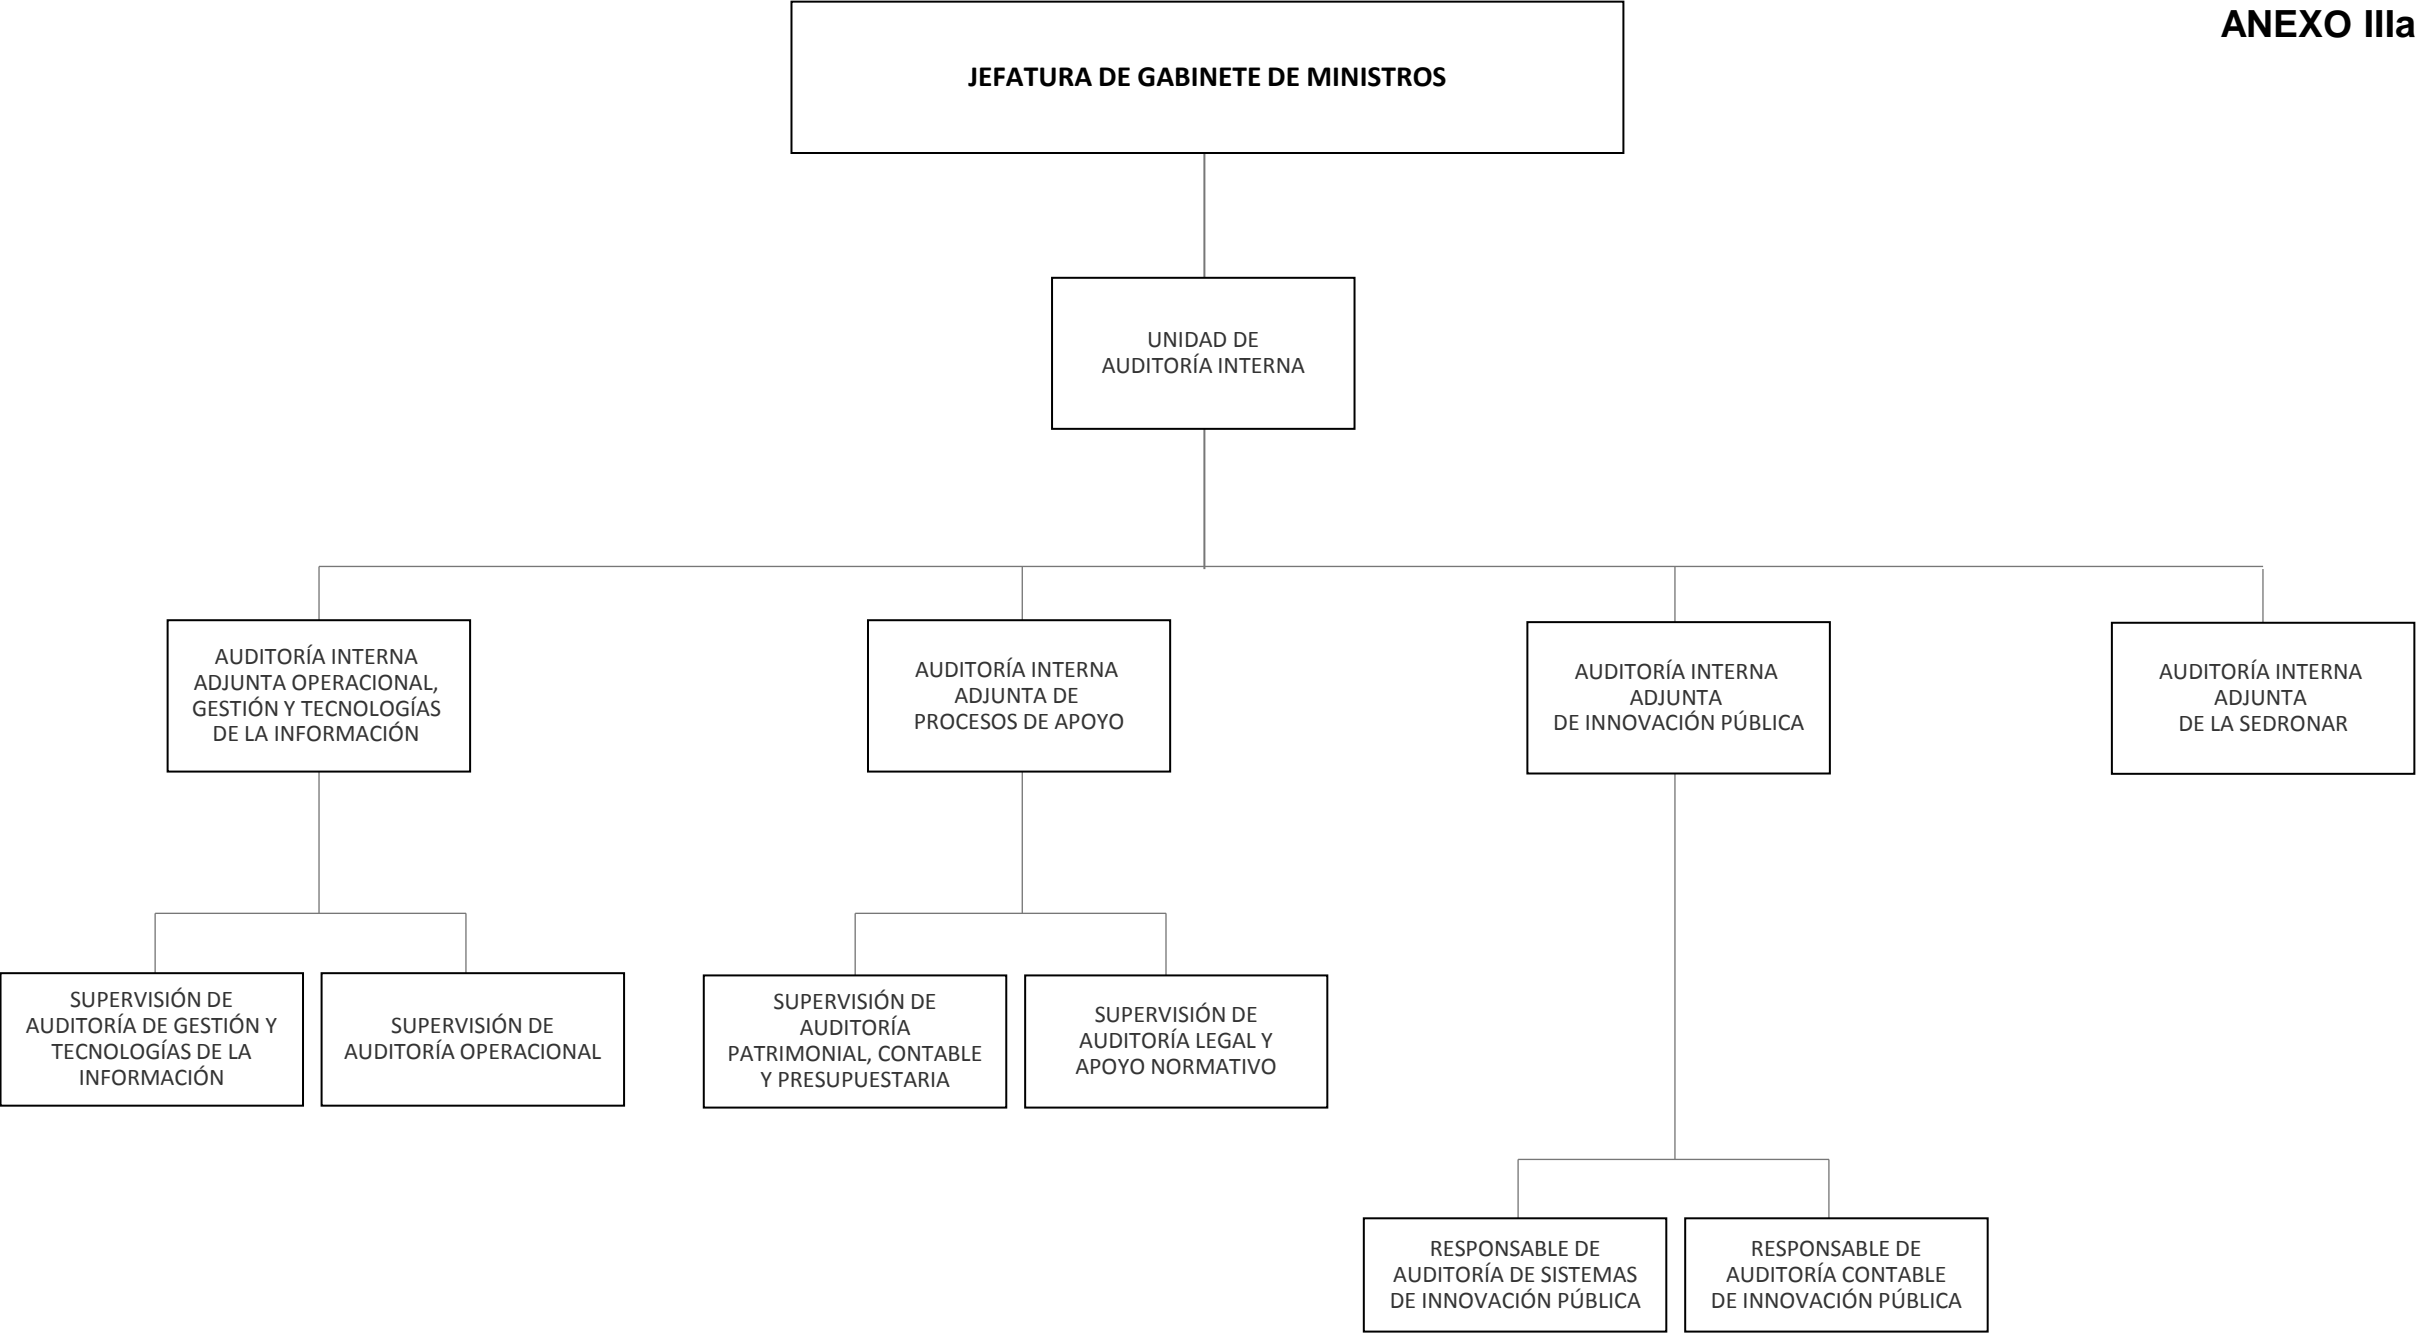 ANEXO IIIa
JEFATURA DE GABINETE DE MINISTROS
UNIDAD DE
AUDITORÍA INTERNA
AUDITORÍA INTERNA
ADJUNTA OPERACIONAL,
GESTIÓN Y TECNOLOGÍAS
DE LA INFORMACIÓN
AUDITORÍA INTERNA
ADJUNTA DE
PROCESOS DE APOYO
AUDITORÍA INTERNA
ADJUNTA
DE INNOVACIÓN PÚBLICA
AUDITORÍA INTERNA
ADJUNTA
DE LA SEDRONAR
SUPERVISIÓN DE
AUDITORÍA DE GESTIÓN Y
TECNOLOGÍAS DE LA
INFORMACIÓN
SUPERVISIÓN DE
AUDITORÍA OPERACIONAL
SUPERVISIÓN DE
AUDITORÍA
PATRIMONIAL, CONTABLE
Y PRESUPUESTARIA
SUPERVISIÓN DE
AUDITORÍA LEGAL Y
APOYO NORMATIVO
RESPONSABLE DE
AUDITORÍA DE SISTEMAS
DE INNOVACIÓN PÚBLICA
RESPONSABLE DE
AUDITORÍA CONTABLE
DE INNOVACIÓN PÚBLICA